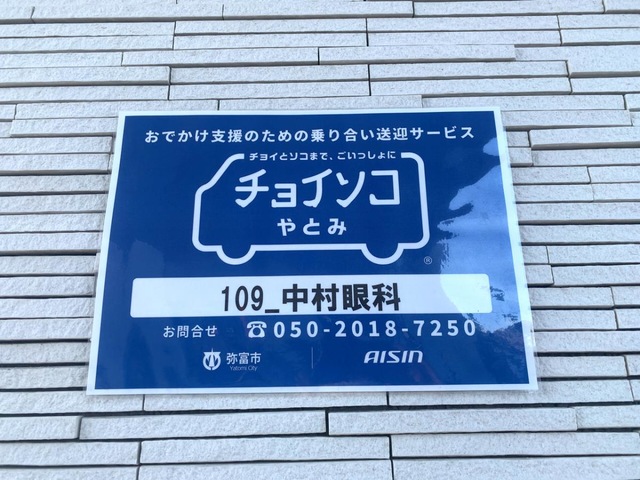 おでかけ支援のための乗り合い送迎サービス
チョイとソコまで、ごいっしょに
チョイソコ
やとみ
®
109_中村眼科
お問合せ ☎050-2018-7250
弥富市 AISIN
Yatomi City